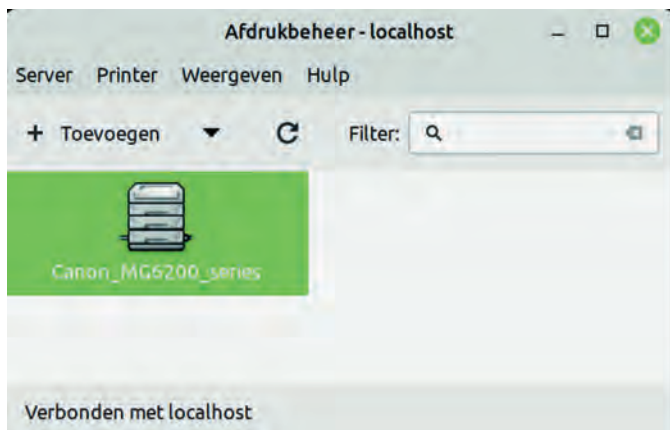 Afdrukbeheer - localhost
Server Printer Weergeven Hulp
+ Toevoegen Filter:
Canon_MG6200_series
Verbonden met localhost